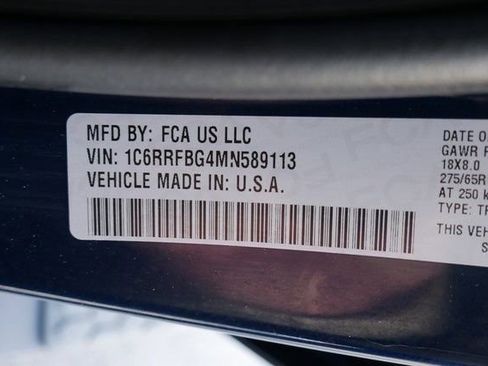 MFD BY: FCA US LLC
VIN: 1C6RRFBG4MN589113
VEHICLE MADE IN: U.S.A.
DATE O
GAWR F
18X8.0
275/65R
AT 250 k
TYPE: TR
THIS VEH
S